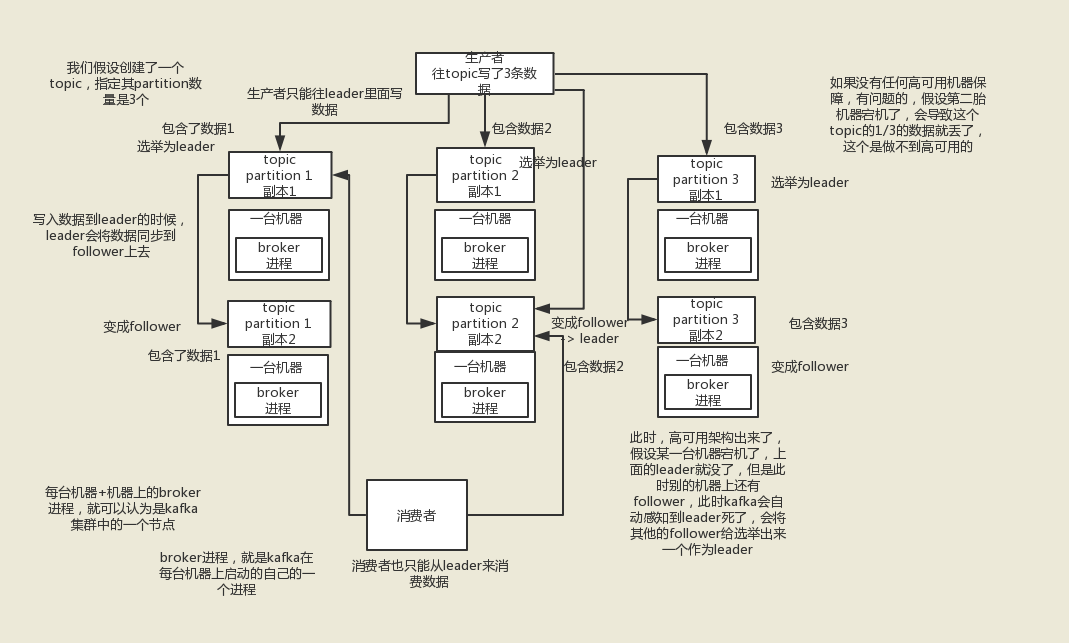 我们假设创建了一个
topic，指定其partition数
量是3个
生产者
往topic写了3条数
据
如果没有任何高可用机器保
障，有问题的，假设第二胎
机器宕机了，会导致这个
topic的1/3的数据就丢了，
这个是做不到高可用的
生产者只能往leader里面写
数据
包含了数据1
选举为leader
包含数据2
选举为leader
包含数据3
选举为leader
topic
partition 1
副本1
topic
partition 2
副本1
topic
partition 3
副本1
写入数据到leader的时候，
leader会将数据同步到
follower上去
一台机器
broker
进程
一台机器
broker
进程
一台机器
broker
进程
变成follower
包含了数据1
topic
partition 1
副本2
topic
partition 2
副本2
变成follower
-> leader
包含数据2
topic
partition 3
副本2
包含数据3
变成follower
一台机器
broker
进程
一台机器
broker
进程
一台机器
broker
进程
此时，高可用架构出来了，
假设某一台机器宕机了，上
面的leader就没了，但是此
时别的机器上还有
follower，此时kafka会自
动感知到leader死了，会将
其他的follower给选举出来
一个作为leader
每台机器+机器上的broker
进程，就可以认为是kafka
集群中的一个节点
消费者
broker进程，就是kafka在
每台机器上启动的自己的一
个进程
消费者也只能从leader来消
费数据